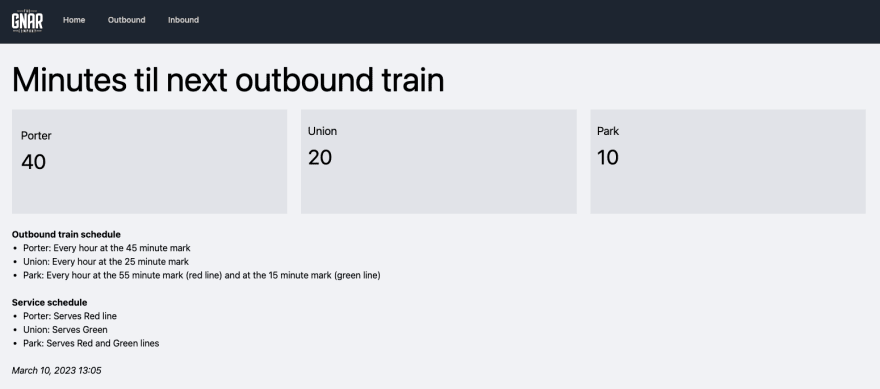 THE
GNAR
COMPANY
Home
Outbound
Inbound
Minutes til next outbound train
Porter
40
Union
20
Park
10
Outbound train schedule
• Porter: Every hour at the 45 minute mark
• Union: Every hour at the 25 minute mark
• Park: Every hour at the 55 minute mark (red line) and at the 15 minute mark (green line)
Service schedule
• Porter: Serves Red line
• Union: Serves Green
• Park: Serves Red and Green lines
March 10, 2023 13:05